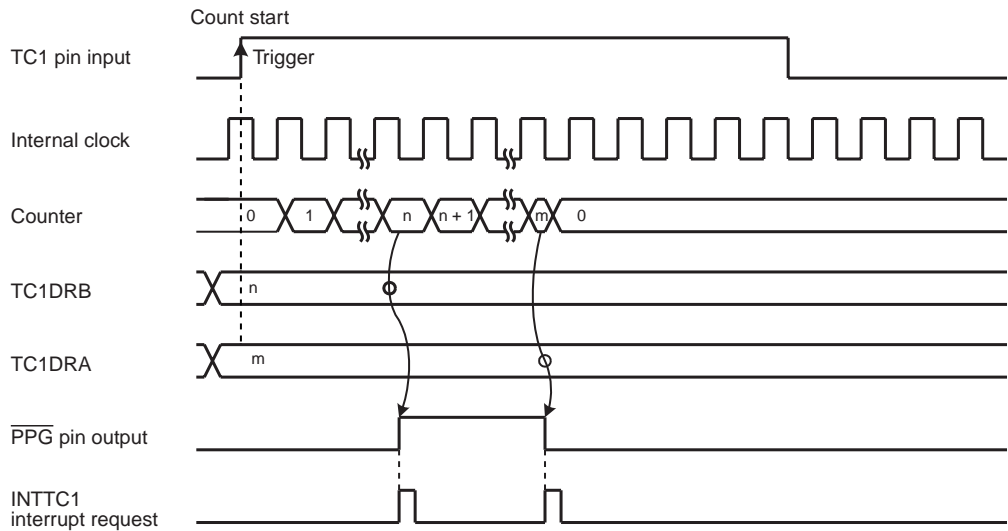 Count start
TC1 pin input
Trigger
Internal clock
Counter
0 1 n n + 1 m 0
TC1DRB
n
TC1DRA
m
PPG pin output
INTTC1
interrupt request